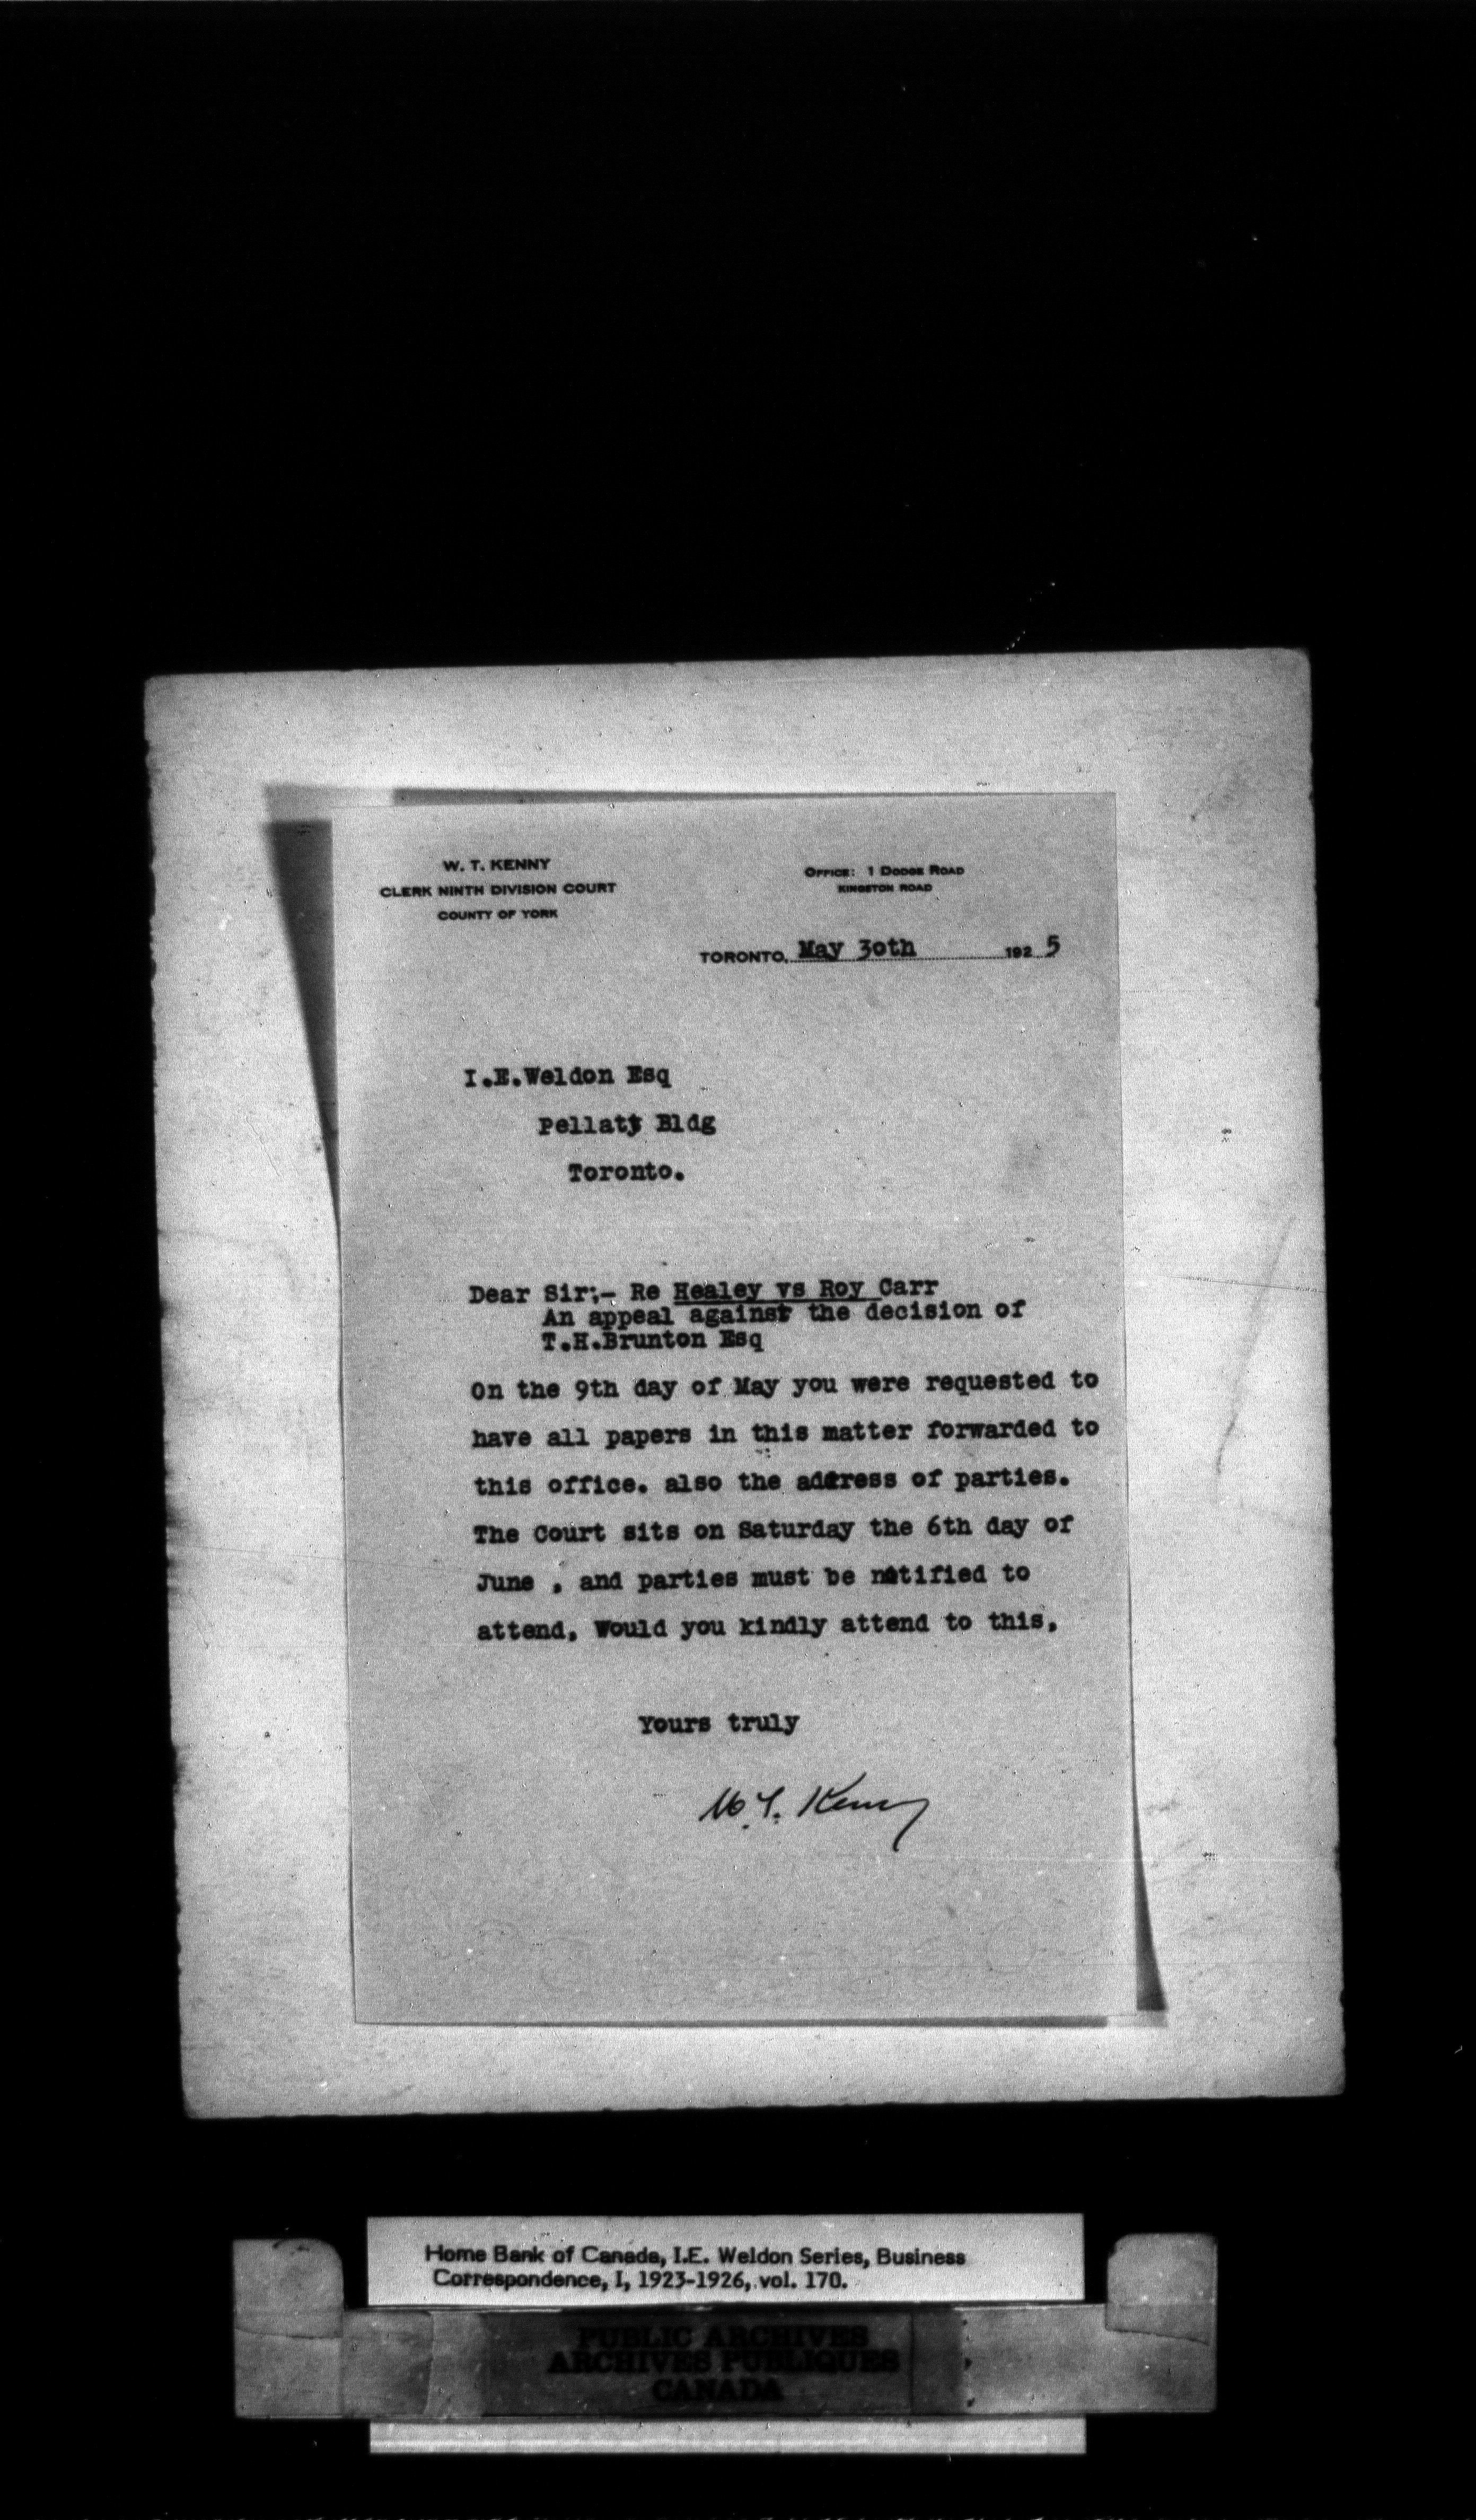 W. T. KENNY
CLERK NINTH DIVISION COURT
COUNTY OF YORK
OFFICE: 1 DODGE ROAD
KINGSTON ROAD
TORONTO, May 30th 1925
I.E.Weldon Esq
Pellatt Bldg
Toronto.
Dear Sir;- Re Healey vs Roy Carr
An appeal against the decision of
T.H.Brunton Esq
On the 9th day of May you were requested to
have all papers in this matter forwarded to
this office. also the address of parties.
The Court sits on Saturday the 6th day of
June , and parties must be notified to
attend, Would you kindly attend to this,
Yours truly
W. T. Kenny
Home Bank of Canada, I.E. Weldon Series, Business
Correspondence, I, 1923-1926, vol. 170.
PUBLIC ARCHIVES
ARCHIVES PUBLIQUES
CANADA